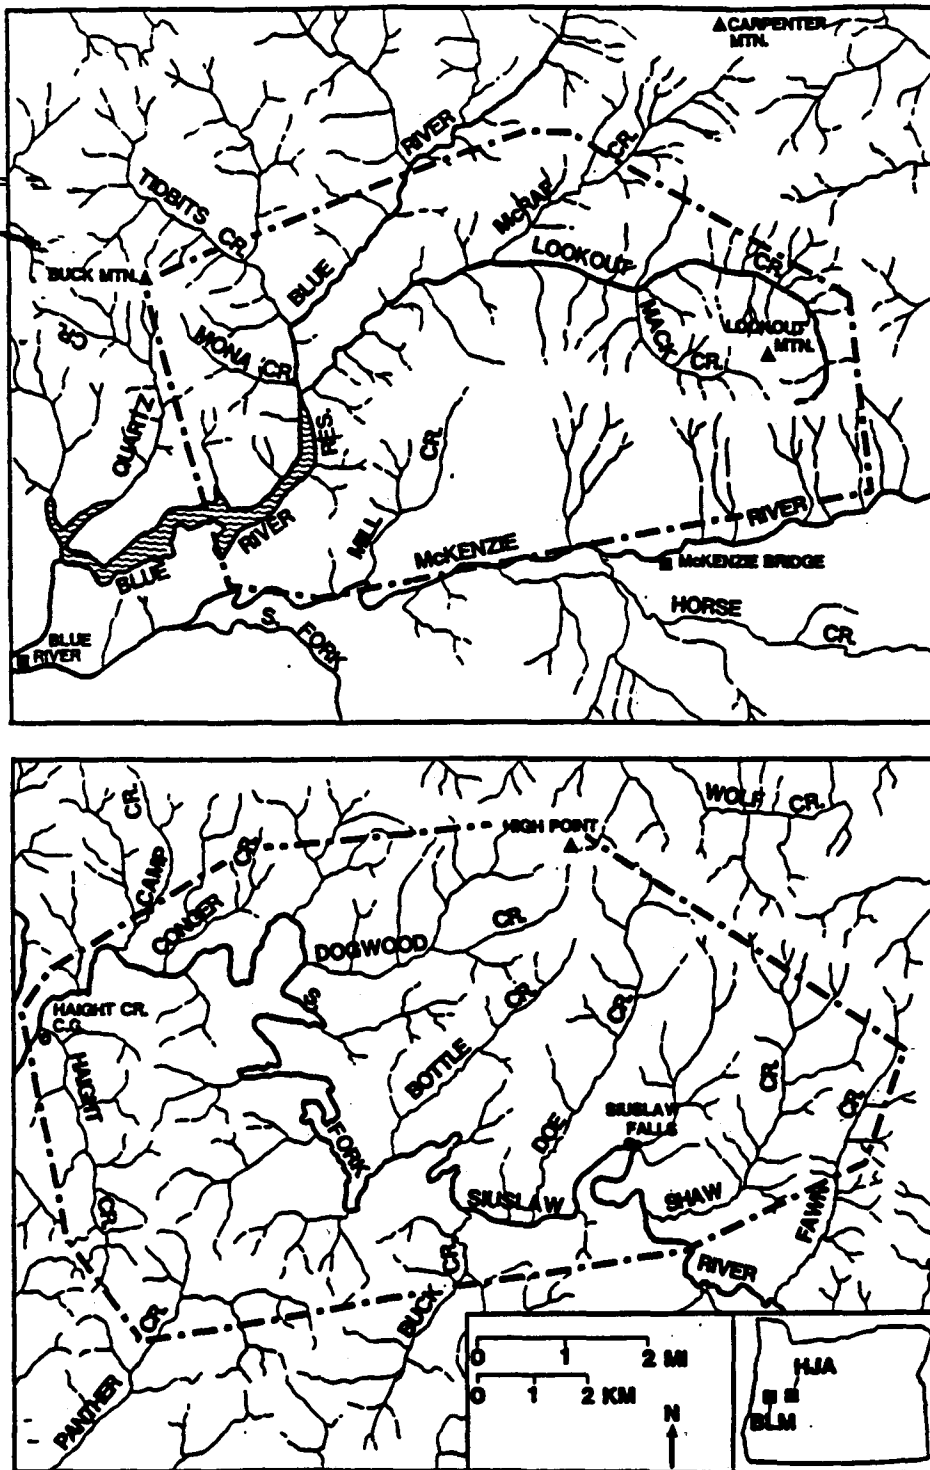 CARPENTER
MTN.
RIVER
CR.
McRAE
TIDBITS
CR.
LOOKOUT
CR.
BUCK MTN.
BLUE
MACK
CR.
LOOKOUT
MTN.
CR.
MONA CR.
QUARTZ
RES.
CR.
RIVER
MILL
BLUE
McKENZIE
RIVER
McKENZIE BRIDGE
HORSE
CR.
S.
FORK
BLUE
RIVER
WOLF CR.
CR.
CAMP
HIGH POINT
CR.
CONGER
DOGWOOD
CR.
S.
HAIGHT CR.
C.G.
HAIGHT
CR.
BOTTLE
CR.
CR.
DOE
SIUSLAW
FALLS
CR.
CR.
FORK
SIUSLAW
SHAW
FAWN
RIVER
CR.
BUCK
CR.
PANTHER
0 1 2 MI
0 1 2 KM
N
HJA
BLM